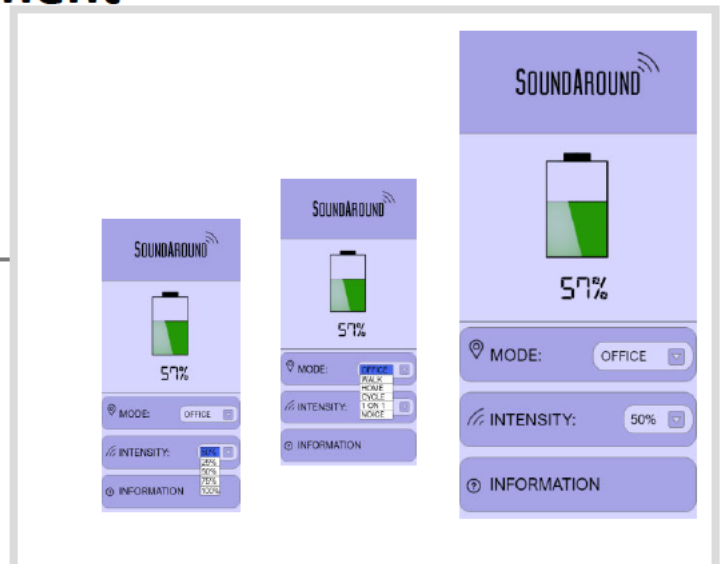 SOUNDAROUND
57%
MODE: OFFICE
INTENSITY: 50%
25%
50%
75%
100%
INFORMATION
SOUNDAROUND
57%
MODE: OFFICE
WALK
HOME
CYCLE
1 ON 1
NOICE
INTENSITY:
INFORMATION
SOUNDAROUND
57%
MODE: OFFICE
INTENSITY: 50%
INFORMATION